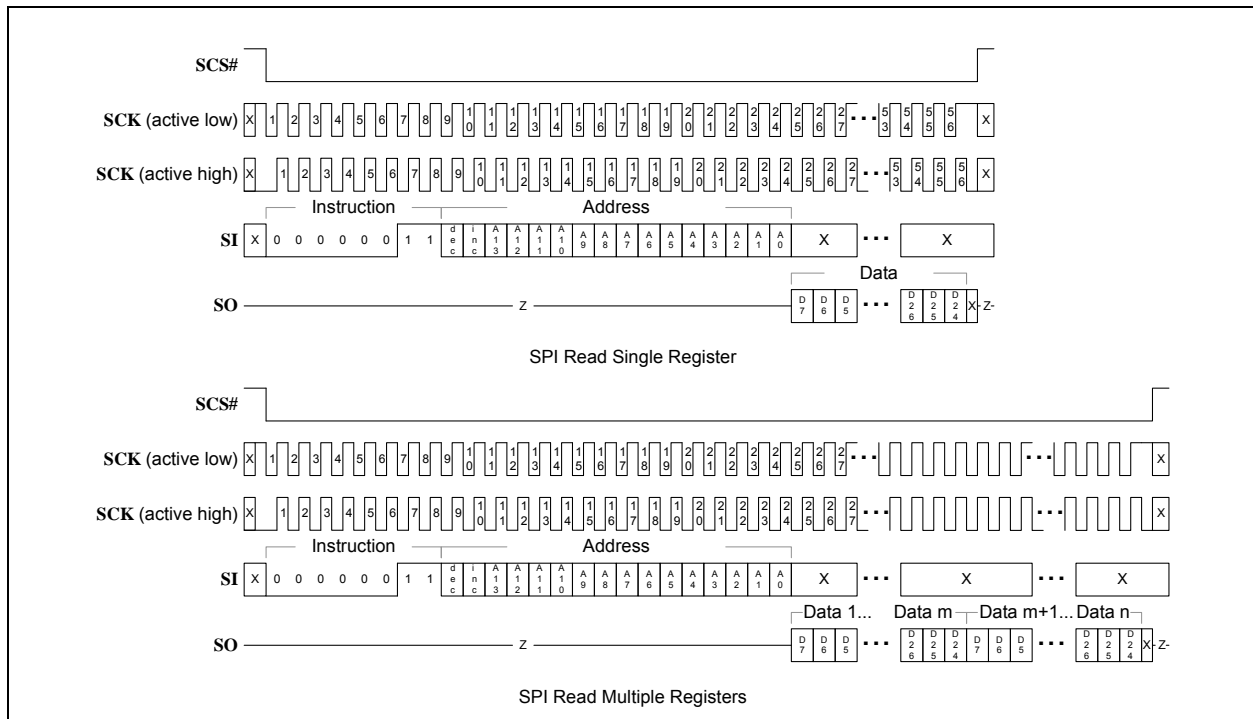 SCS#
SCK (active low) X 1 2 3 4 5 6 7 8 9 10 11 12 13 14 15 16 17 18 19 20 21 22 23 24 25 26 27 ... 53 54 55 56 X
SCK (active high) X 1 2 3 4 5 6 7 8 9 10 11 12 13 14 15 16 17 18 19 20 21 22 23 24 25 26 27 ... 53 54 55 56 X
Instruction Address
SI X 0 0 0 0 0 0 1 1 dec inc A13 A12 A11 A10 A9 A8 A7 A6 A5 A4 A3 A2 A1 A0 X ... X
Data
SO Z D7 D6 D5 ... D26 D25 D24 X Z
SPI Read Single Register
SCS#
SCK (active low) X 1 2 3 4 5 6 7 8 9 10 11 12 13 14 15 16 17 18 19 20 21 22 23 24 25 26 27 ... ... X
SCK (active high) X 1 2 3 4 5 6 7 8 9 10 11 12 13 14 15 16 17 18 19 20 21 22 23 24 25 26 27 ... ... X
Instruction Address
SI X 0 0 0 0 0 0 1 1 dec inc A13 A12 A11 A10 A9 A8 A7 A6 A5 A4 A3 A2 A1 A0 X ... X ... X
Data 1... Data m Data m+1... Data n
SO Z D7 D6 D5 ... D26 D25 D24 D7 D6 D5 ... D26 D25 D24 X Z
SPI Read Multiple Registers